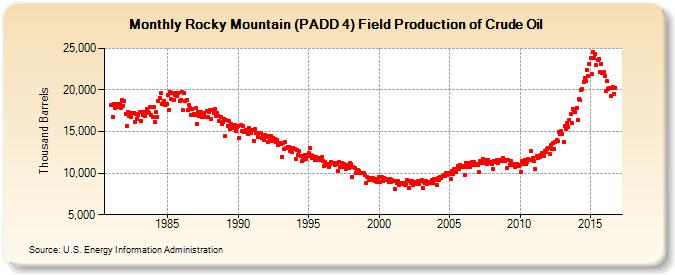 Monthly Rocky Mountain (PADD 4) Field Production of Crude Oil
Thousand Barrels
25,000
20,000
15,000
10,000
5,000
1985 1990 1995 2000 2005 2010 2015
Source: U.S. Energy Information Administration